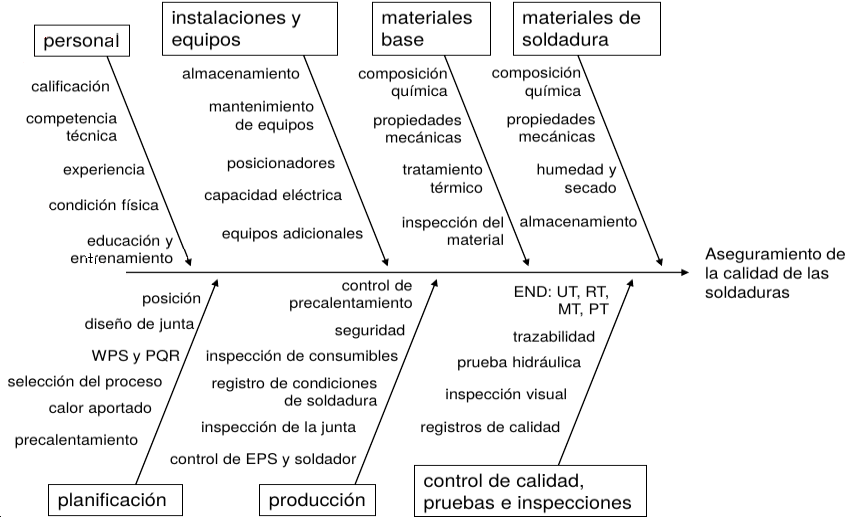 personal
calificación
competencia
técnica
experiencia
condición física
educación y
entrenamiento
instalaciones y
equipos
almacenamiento
mantenimiento
de equipos
posicionadores
capacidad eléctrica
equipos adicionales
materiales
base
composición
química
propiedades
mecánicas
tratamiento
térmico
inspección del
material
materiales de
soldadura
composición
química
propiedades
mecánicas
humedad y
secado
almacenamiento
Aseguramiento de
la calidad de las
soldaduras
posición
diseño de junta
WPS y PQR
selección del proceso
calor aportado
precalentamiento
planificación
control de
precalentamiento
seguridad
inspección de consumibles
registro de condiciones
de soldadura
inspección de la junta
control de EPS y soldador
producción
END: UT, RT,
MT, PT
trazabilidad
prueba hidráulica
inspección visual
registros de calidad
control de calidad,
pruebas e inspecciones